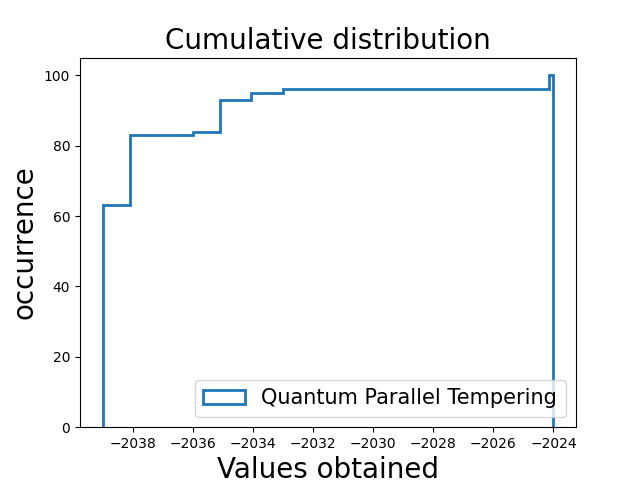 Cumulative distribution
100
80
60
40
20
0
occurrence
Quantum Parallel Tempering
−2038 −2036 −2034 −2032 −2030 −2028 −2026 −2024
Values obtained